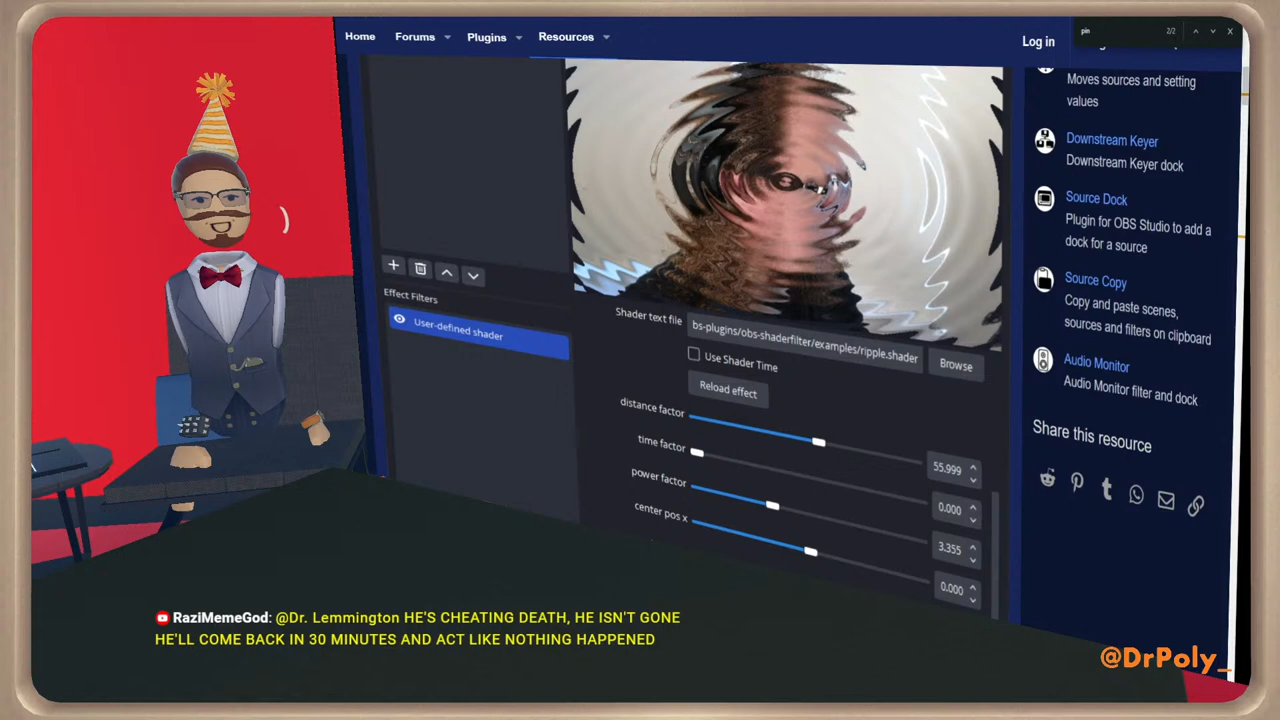 Home
Forums
Plugins
Resources
Log in
pin
2/2
Moves sources and setting
values
Downstream Keyer
Downstream Keyer dock
Source Dock
Plugin for OBS Studio to add a
dock for a source
Source Copy
Copy and paste scenes,
sources and filters on clipboard
Audio Monitor
Audio Monitor filter and dock
Share this resource
Effect Filters
User-defined shader
Shader text file
bs-plugins/obs-shaderfilter/examples/ripple.shader
Browse
Use Shader Time
Reload effect
distance factor
55.999
time factor
0.000
power factor
3.355
center pos x
0.000
RaziMemeGod: @Dr. Lemmington HE'S CHEATING DEATH, HE ISN'T GONE
HE'LL COME BACK IN 30 MINUTES AND ACT LIKE NOTHING HAPPENED
@DrPoly_